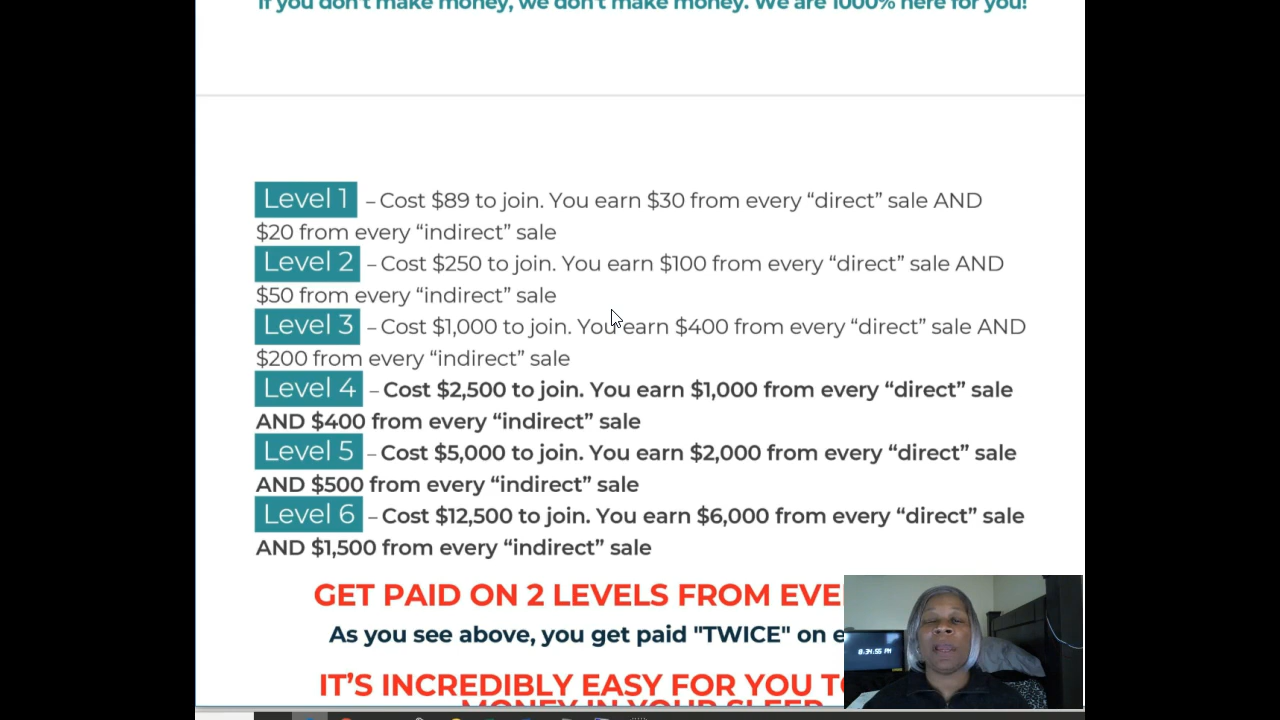 If you don't make money, we don't make money. We are 1000% here for you!
Level 1 – Cost $89 to join. You earn $30 from every “direct” sale AND
$20 from every “indirect” sale
Level 2 – Cost $250 to join. You earn $100 from every “direct” sale AND
$50 from every “indirect” sale
Level 3 – Cost $1,000 to join. You earn $400 from every “direct” sale AND
$200 from every “indirect” sale
Level 4 – Cost $2,500 to join. You earn $1,000 from every “direct” sale
AND $400 from every “indirect” sale
Level 5 – Cost $5,000 to join. You earn $2,000 from every “direct” sale
AND $500 from every “indirect” sale
Level 6 – Cost $12,500 to join. You earn $6,000 from every “direct” sale
AND $1,500 from every “indirect” sale
GET PAID ON 2 LEVELS FROM EVE
As you see above, you get paid "TWICE" on e
8:34:55 PM
IT’S INCREDIBLY EASY FOR YOU T
MONEY IN YOUR SLEEP